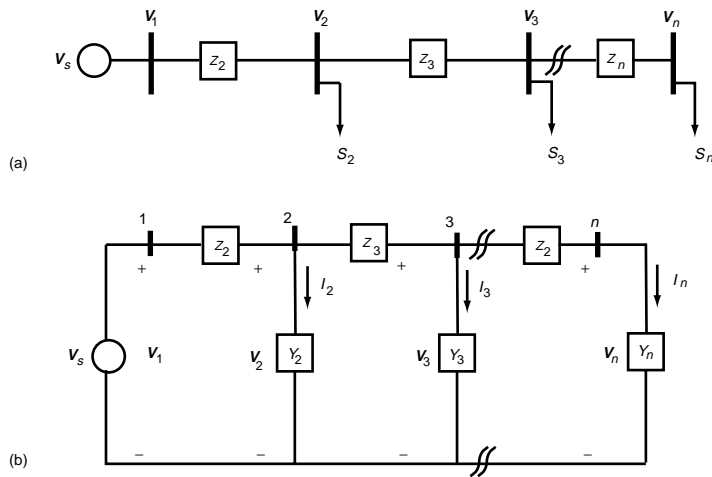 V1 V2 V3 Vn
Vs Z2 Z3 Zn
S2 S3 Sn
(a)
1 2 3 n
Z2 Z3 Z2
+ + + +
I2 I3 In
Vs V1 V2 Y2 V3 Y3 Vn Yn
− − − −
(b)